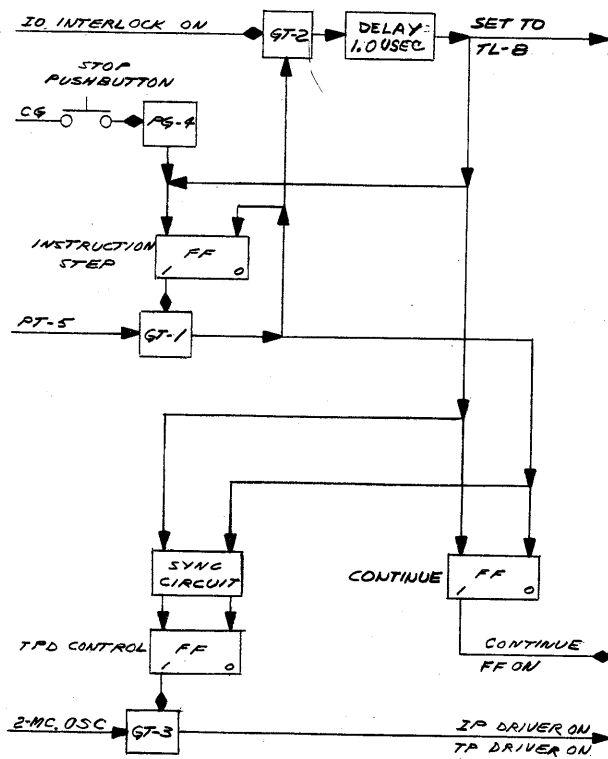 IO. INTERLOCK ON
GT-2
DELAY
1.0 USEC
SET TO
TL-8
STOP
PUSHBUTTON
CG
PG-4
INSTRUCTION
STEP
FF
1 0
PT-5
GT-1
SYNC
CIRCUIT
CONTINUE
FF
1 0
TPD CONTROL
FF
1 0
CONTINUE
FF ON
2-MC. OSC
GT-3
IP DRIVER ON
TP DRIVER ON